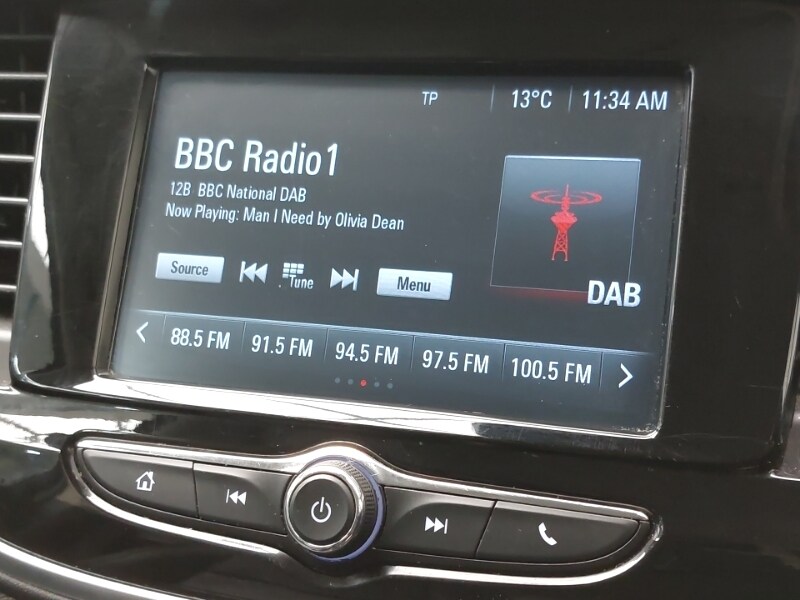 TP 13°C 11:34 AM
BBC Radio1
12B BBC National DAB
Now Playing: Man I Need by Olivia Dean
Source Tune Menu
DAB
88.5 FM 91.5 FM 94.5 FM 97.5 FM 100.5 FM